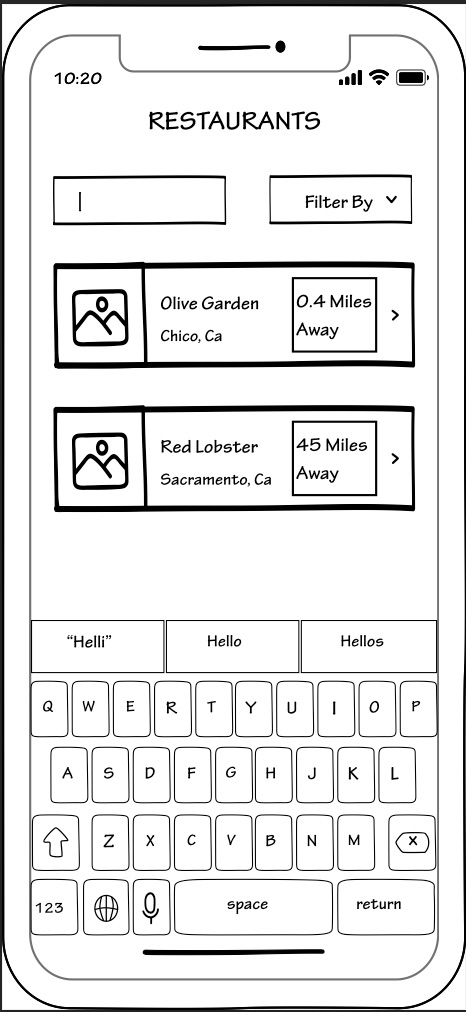 10:20
RESTAURANTS
Filter By
Olive Garden
Chico, Ca
0.4 Miles
Away
Red Lobster
Sacramento, Ca
45 Miles
Away
“Helli” Hello Hellos
Q W E R T Y U I O P
A S D F G H J K L
Z X C V B N M X
123 space return